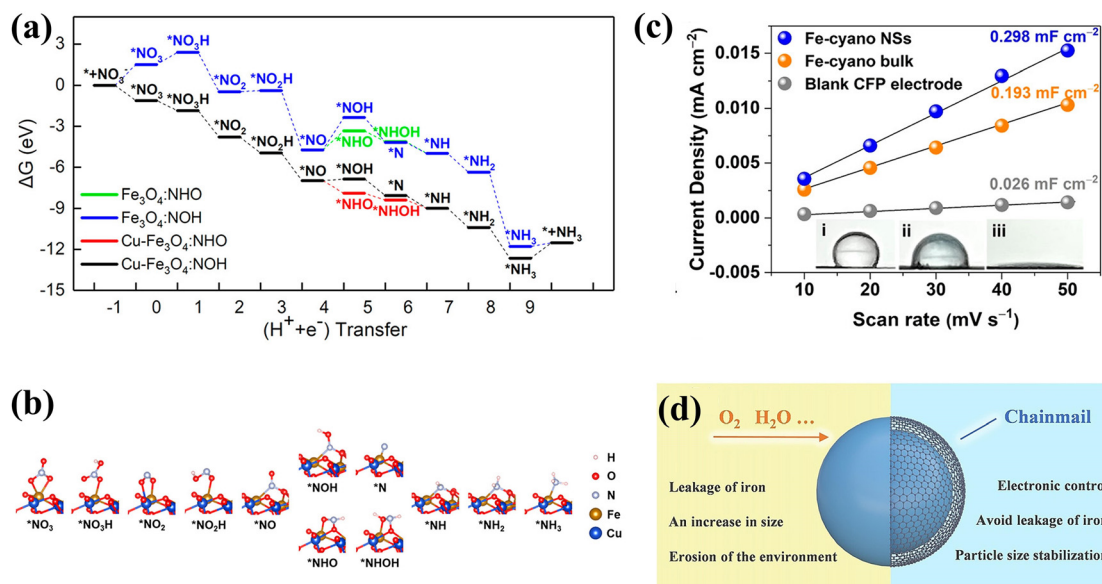 (a)
ΔG (eV)
3
0
-3
-6
-9
-12
-15
*+NO₃
*NO₃
*NO₃H
*NO₂
*NO₂H
*NO
*NOH
*NHO
*NHOH
*N
*NH
*NH₂
*NH₃
*NO₃
*NO₃H
*NO₂
*NO₂H
*NO
*NOH
*NHO
*N
*NHOH
*NH
*NH₂
*NH₃
*+NH₃
Fe₃O₄:NHO
Fe₃O₄:NOH
Cu-Fe₃O₄:NHO
Cu-Fe₃O₄:NOH
-1 0 1 2 3 4 5 6 7 8 9
(H⁺+e⁻) Transfer
(c)
Current Density (mA cm⁻²)
0.015
0.010
0.005
0.000
-0.005
Fe-cyano NSs
Fe-cyano bulk
Blank CFP electrode
0.298 mF cm⁻²
0.193 mF cm⁻²
0.026 mF cm⁻²
i ii iii
10 20 30 40 50
Scan rate (mV s⁻¹)
(b)
*NO₃ *NO₃H *NO₂ *NO₂H *NO
*NOH *N
*NHO *NHOH
*NH *NH₂ *NH₃
H
O
N
Fe
Cu
(d)
O₂ H₂O ...
Chainmail
Leakage of iron
An increase in size
Erosion of the environment
Electronic control
Avoid leakage of iron
Particle size stabilization